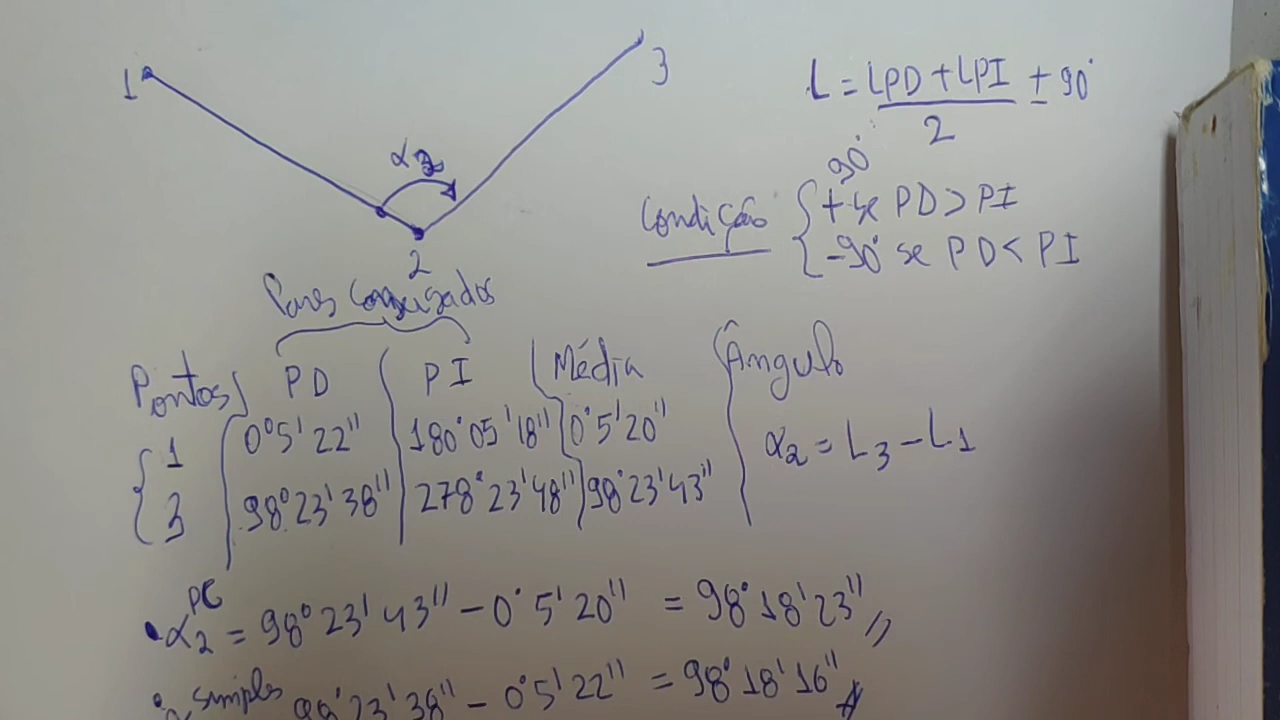 1
3
α2
2
L = LPD + LPI ± 90°
2
Condição
90°
+ se PD > PI
-90° se PD < PI
Pares Conjugados
Pontos PD PI Média Ângulo
1 0°5'22" 180°05'18" 0°5'20"
α2 = L3 - L1
3 98°23'38" 278°23'48" 98°23'43"
α2 PC = 98°23'43" - 0°5'20" = 98°18'23"
simples 98°23'38" - 0°5'22" = 98°18'16"